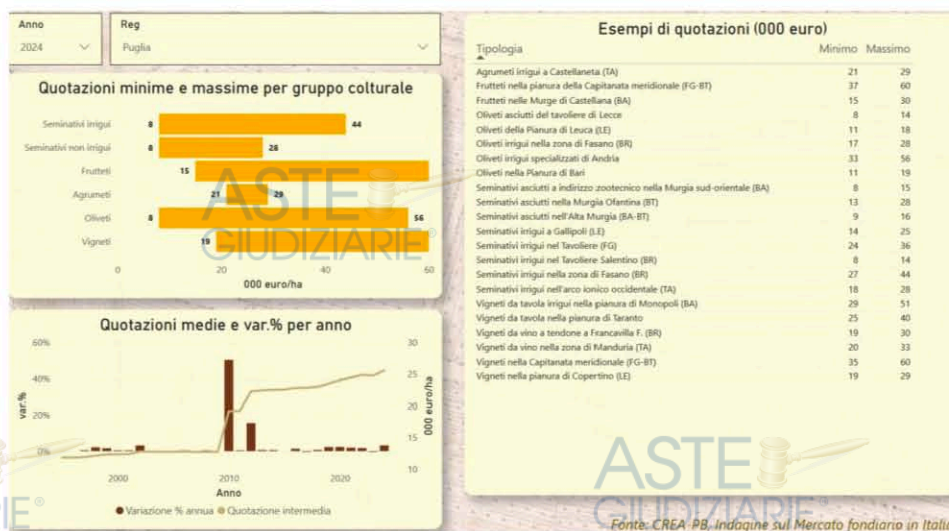 Anno
2024
Reg
Puglia
Quotazioni minime e massime per gruppo colturale
Seminativi irrigui 8 44
Seminativi non irrigui 8 28
Frutteti 15
Agrumeti 21 29
Oliveti 8 56
Vigneti 19
0 20 40 60
000 euro/ha
Quotazioni medie e var.% per anno
60% 30
40% 25
20% 20
0% 15
10
var.%
000 euro/ha
2000 2010 2020
Anno
Variazione % annua Quotazione intermedia
Esempi di quotazioni (000 euro)
Tipologia Minimo Massimo
Agrumeti irrigui a Castellaneta (TA) 21 29
Frutteti nella pianura della Capitanata meridionale (FG-BT) 37 60
Frutteti nelle Murge di Castellana (BA) 15 30
Oliveti asciutti del tavoliere di Lecce 8 14
Oliveti della Pianura di Leuca (LE) 11 18
Oliveti irrigui nella zona di Fasano (BR) 17 28
Oliveti irrigui specializzati di Andria 33 56
Oliveti nella Pianura di Bari 11 19
Seminativi asciutti a indirizzo zootecnico nella Murgia sud-orientale (BA) 8 15
Seminativi asciutti nella Murgia Ofantina (BT) 13 28
Seminativi asciutti nell'Alta Murgia (BA-BT) 9 16
Seminativi irrigui a Gallipoli (LE) 14 25
Seminativi irrigui nel Tavoliere (FG) 24 36
Seminativi irrigui nel Tavoliere Salentino (BR) 8 14
Seminativi irrigui nella zona di Fasano (BR) 27 44
Seminativi irrigui nell'arco ionico occidentale (TA) 18 28
Vigneti da tavola irrigui nella pianura di Monopoli (BA) 29 51
Vigneti da tavola nella pianura di Taranto 25 40
Vigneti da vino a tendone a Francavilla F. (BR) 19 30
Vigneti da vino nella zona di Manduria (TA) 20 33
Vigneti nella Capitanata meridionale (FG-BT) 35 60
Vigneti nella pianura di Copertino (LE) 19 29
Fonte: CREA-PB, Indagine sul Mercato fondiario in Italia
ASTE
GIUDIZIARIE
ASTE
GIUDIZIARIE
RIE®